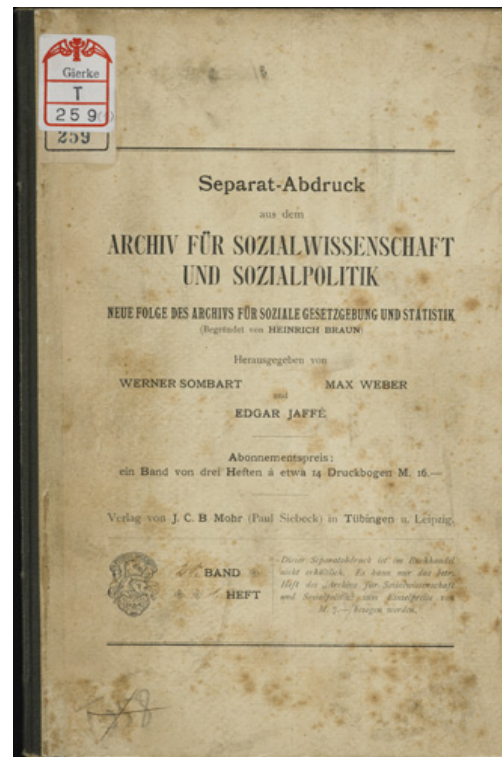 Gierke
T
259
259
Separat-Abdruck
aus dem
ARCHIV FÜR SOZIALWISSENSCHAFT
UND SOZIALPOLITIK
NEUE FOLGE DES ARCHIVS FÜR SOZIALE GESETZGEBUNG UND STATISTIK
(Begründet von HEINRICH BRAUN)
Herausgegeben von
WERNER SOMBART MAX WEBER
und
EDGAR JAFFÉ
Abonnementspreis:
ein Band von drei Heften á etwa 14 Druckbogen M. 16.—
Verlag von J. C. B Mohr (Paul Siebeck) in Tübingen u. Leipzig.
BAND
HEFT
Dieser Separatabdruck ist im Buchhandel
nicht erhältlich. Es kann nur das betr.
Heft des „Archivs für Sozialwissenschaft
und Sozialpolitik" zum Einzelpreis von
M. 7.— bezogen werden.